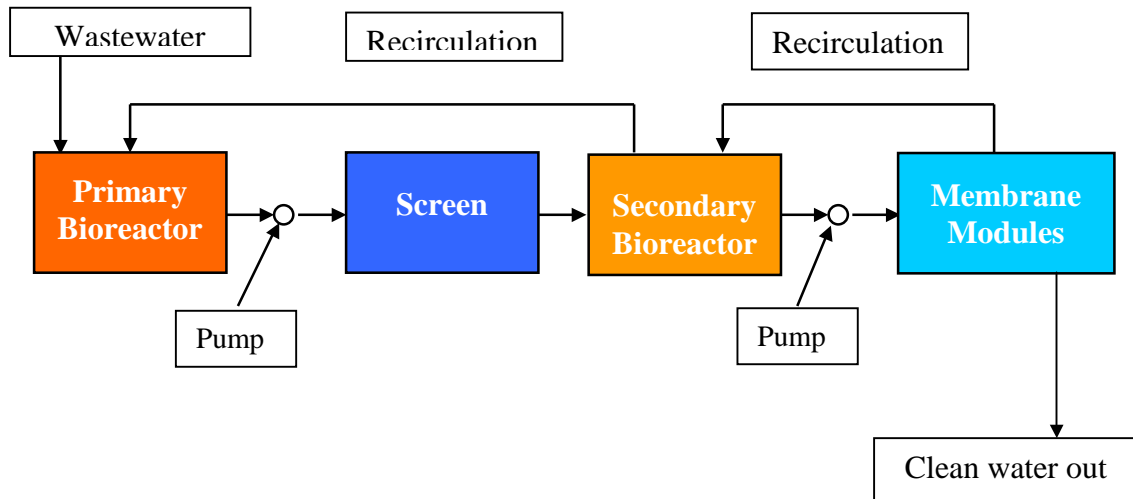 Wastewater
Recirculation
Recirculation
Primary
Bioreactor
Screen
Secondary
Bioreactor
Membrane
Modules
Pump
Pump
Clean water out